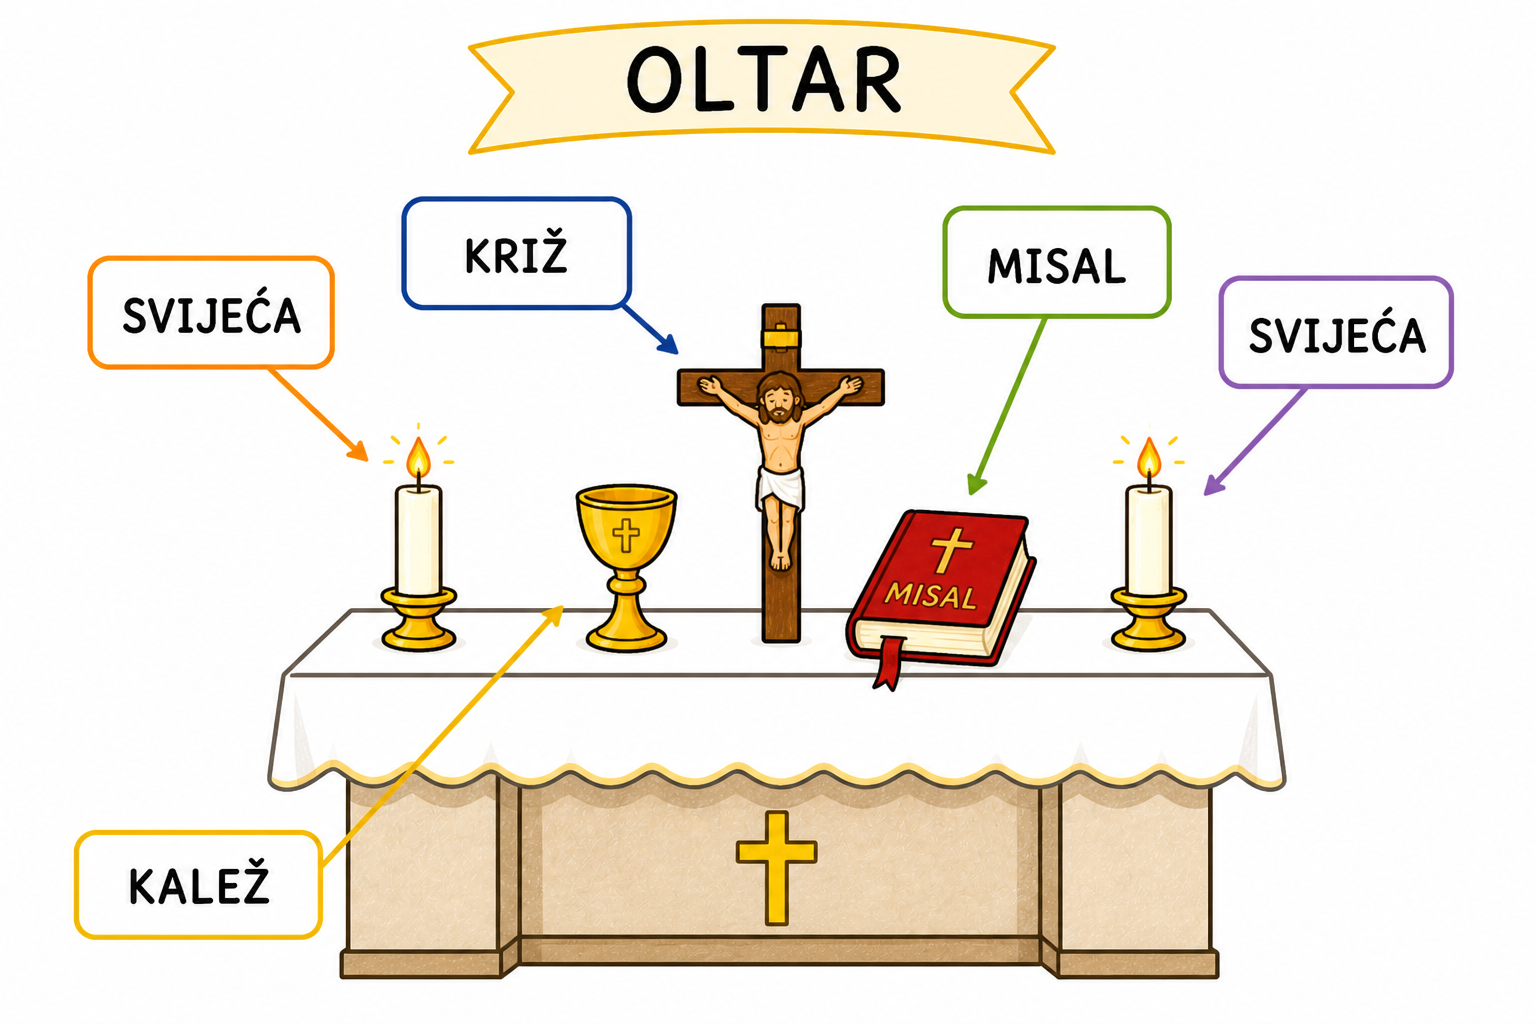 OLTAR
KRIŽ
MISAL
SVIJEĆA
SVIJEĆA
MISAL
KALEŽ